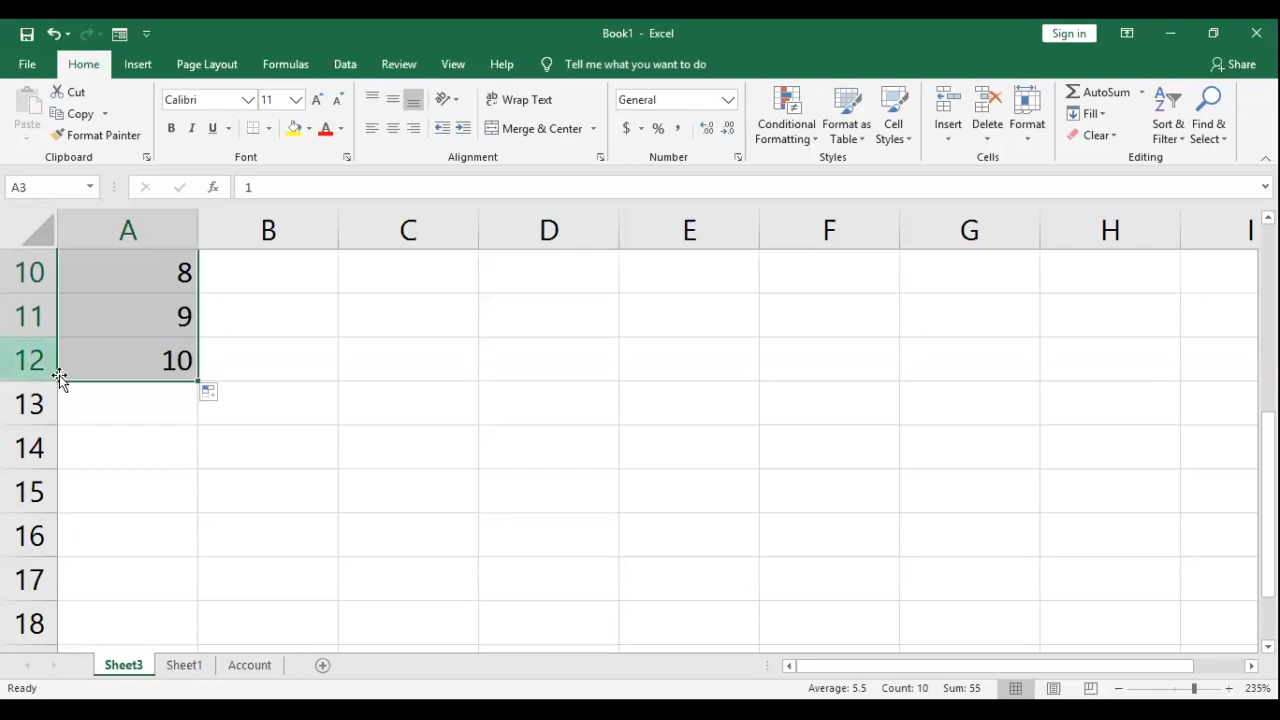 Book1 - Excel
Sign in
File Home Insert Page Layout Formulas Data Review View Help Tell me what you want to do Share
Cut
Copy
Format Painter
Paste
Clipboard
Calibri 11
B I U
Font
Wrap Text
Merge & Center
Alignment
General
$ % ,
Number
Conditional Formatting
Format as Table
Cell Styles
Styles
Insert
Delete
Format
Cells
AutoSum
Fill
Clear
Sort & Filter
Find & Select
Editing
A3 fx 1
A B C D E F G H I
10 8
11 9
12 10
13
14
15
16
17
18
Sheet3 Sheet1 Account
Ready Average: 5.5 Count: 10 Sum: 55 235%